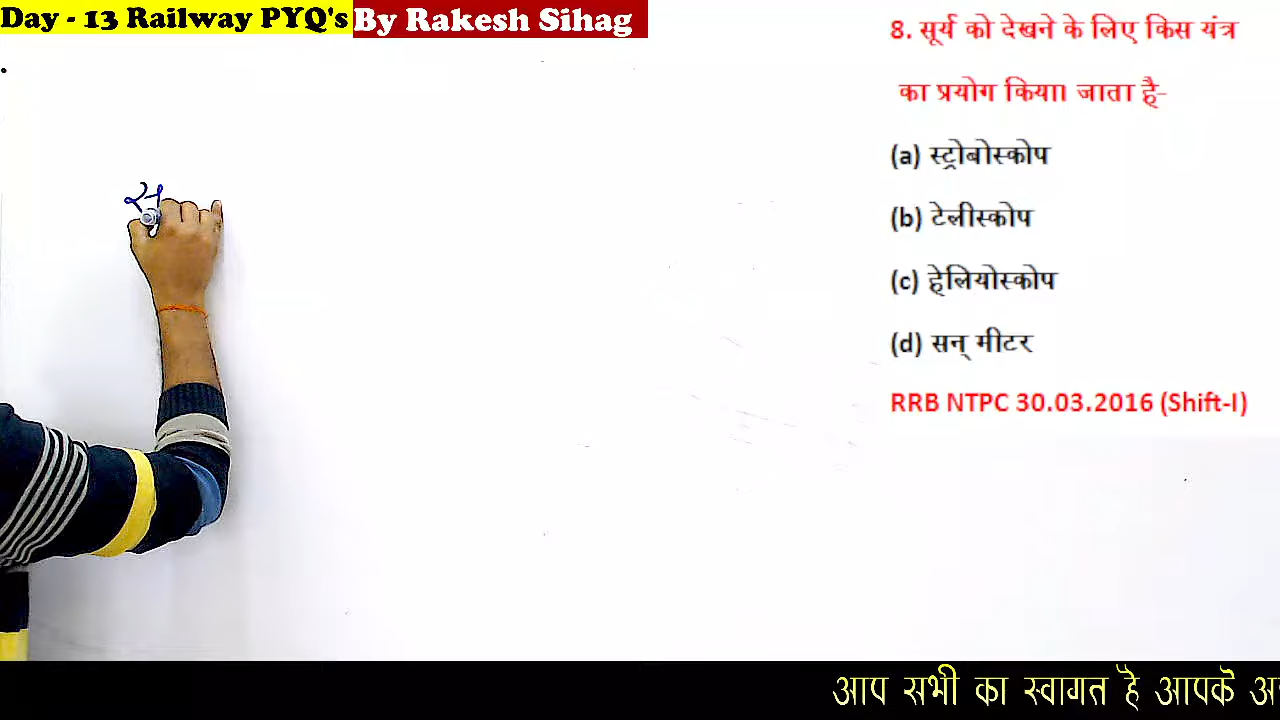 Day - 13 Railway PYQ's By Rakesh Sihag
8. सूर्य को देखने के लिए किस यंत्र
का प्रयोग कियाा जाता है-
(a) स्ट्रोबोस्कोप
(b) टेलीस्कोप
(c) हेलियोस्कोप
(d) सन् मीटर
RRB NTPC 30.03.2016 (Shift-I)
आप सभी का स्वागत है आपके